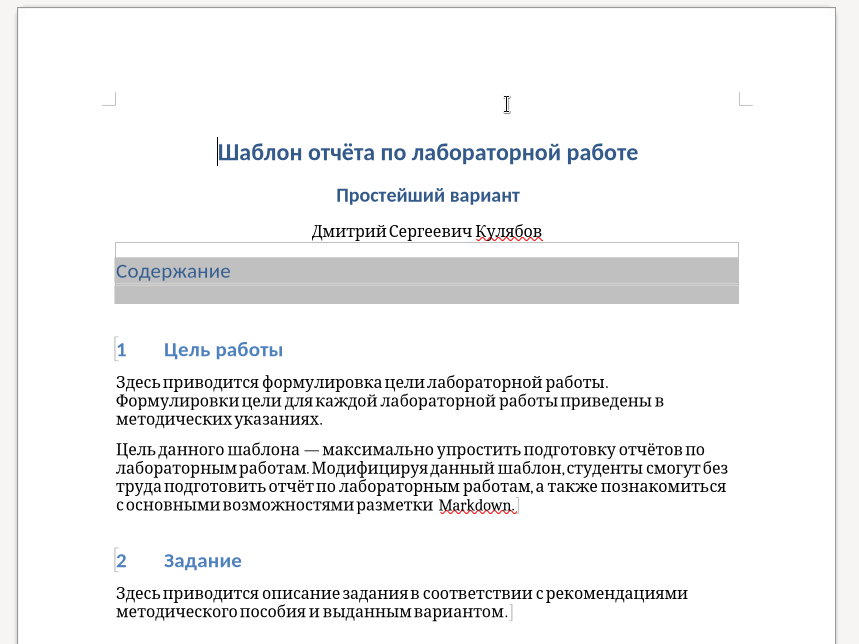 Шаблон отчёта по лабораторной работе
Простейший вариант
Дмитрий Сергеевич Кулябов
Содержание
1 Цель работы
Здесь приводится формулировка цели лабораторной работы.
Формулировки цели для каждой лабораторной работы приведены в
методических указаниях.
Цель данного шаблона — максимально упростить подготовку отчётов по
лабораторным работам. Модифицируя данный шаблон, студенты смогут без
труда подготовить отчёт по лабораторным работам, а также познакомиться
с основными возможностями разметки Markdown.
2 Задание
Здесь приводится описание задания в соответствии с рекомендациями
методического пособия и выданным вариантом.